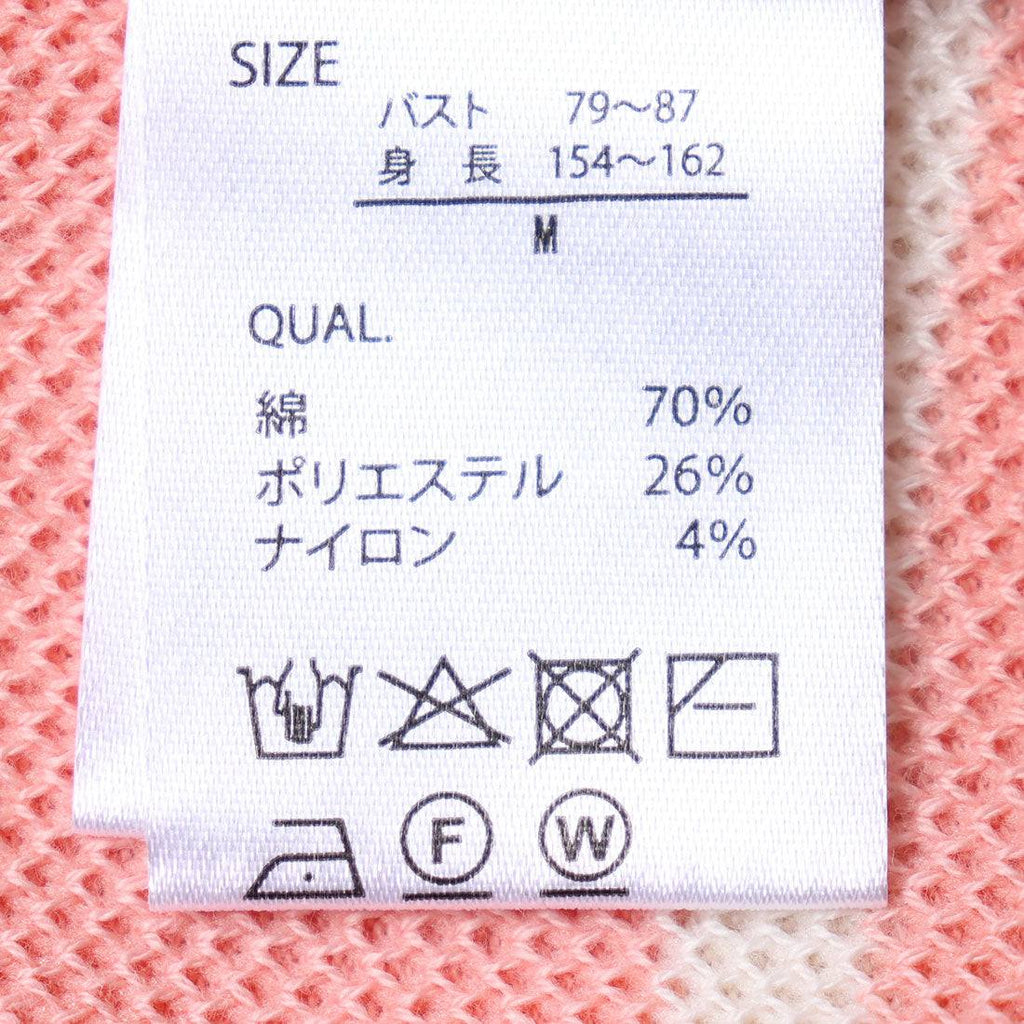 SIZE
バスト 79～87
身 長 154～162
M
QUAL.
綿 70%
ポリエステル 26%
ナイロン 4%
F W